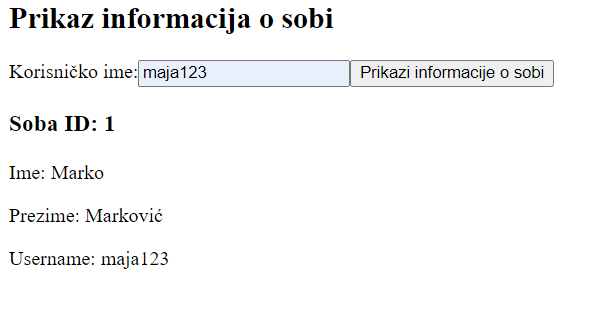 Prikaz informacija o sobi
Korisničko ime: maja123 Prikazi informacije o sobi
Soba ID: 1
Ime: Marko
Prezime: Marković
Username: maja123